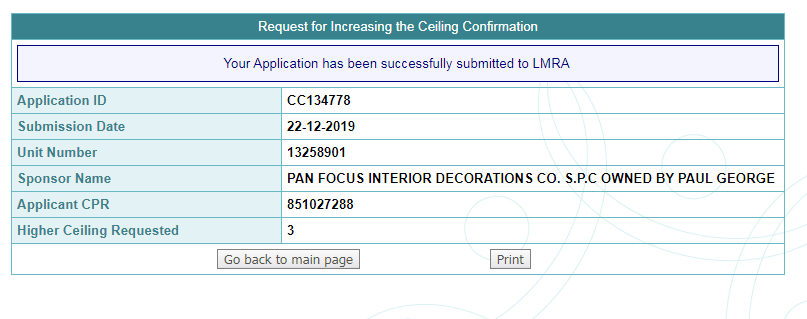 Request for Increasing the Ceiling Confirmation
Your Application has been successfully submitted to LMRA
Application ID CC134778
Submission Date 22-12-2019
Unit Number 13258901
Sponsor Name PAN FOCUS INTERIOR DECORATIONS CO. S.P.C OWNED BY PAUL GEORGE
Applicant CPR 851027288
Higher Ceiling Requested 3
Go back to main page Print